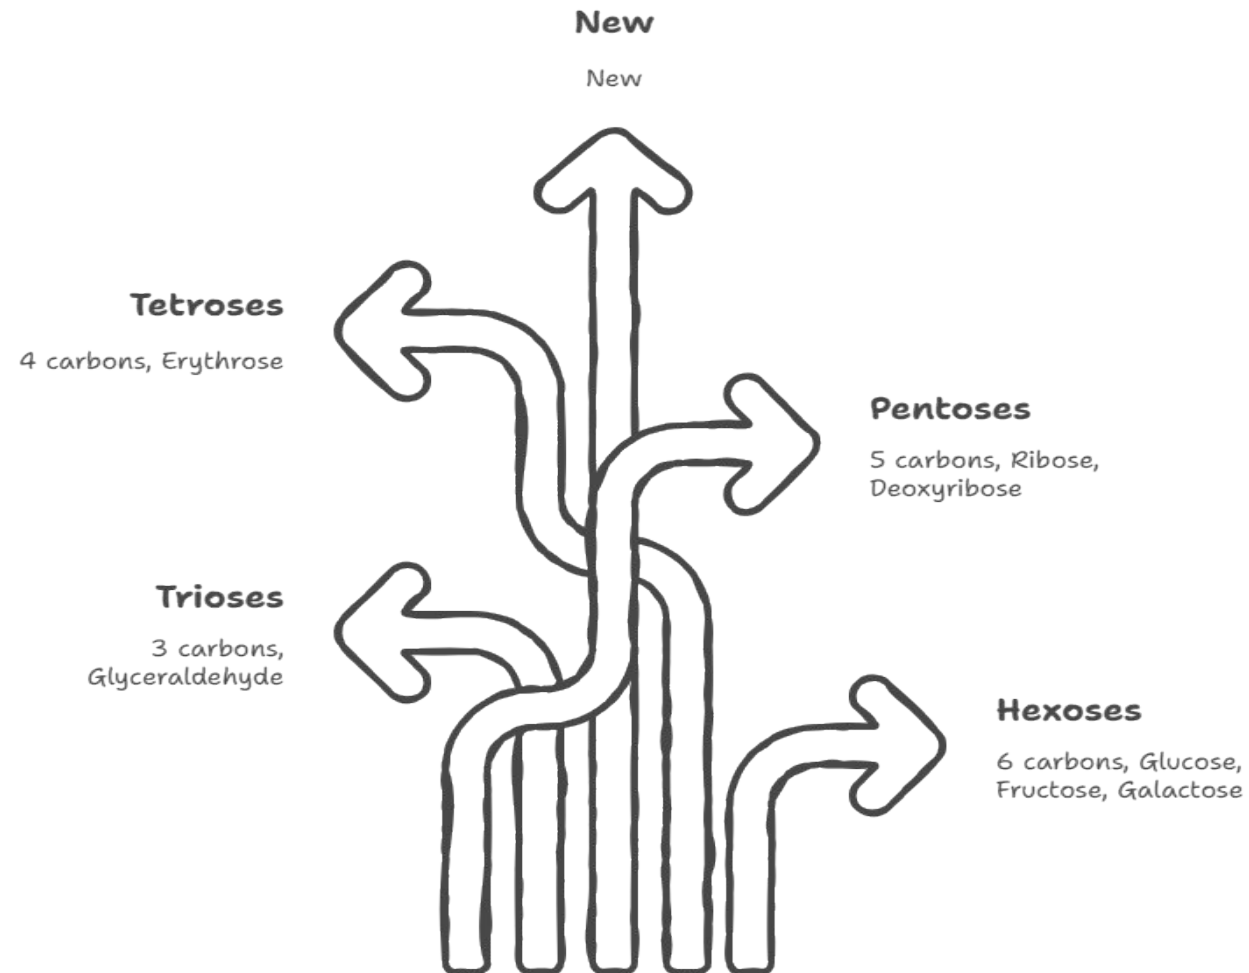 New
New
Tetroses
4 carbons, Erythrose
Pentoses
5 carbons, Ribose,
Deoxyribose
Trioses
3 carbons,
Glyceraldehyde
Hexoses
6 carbons, Glucose,
Fructose, Galactose